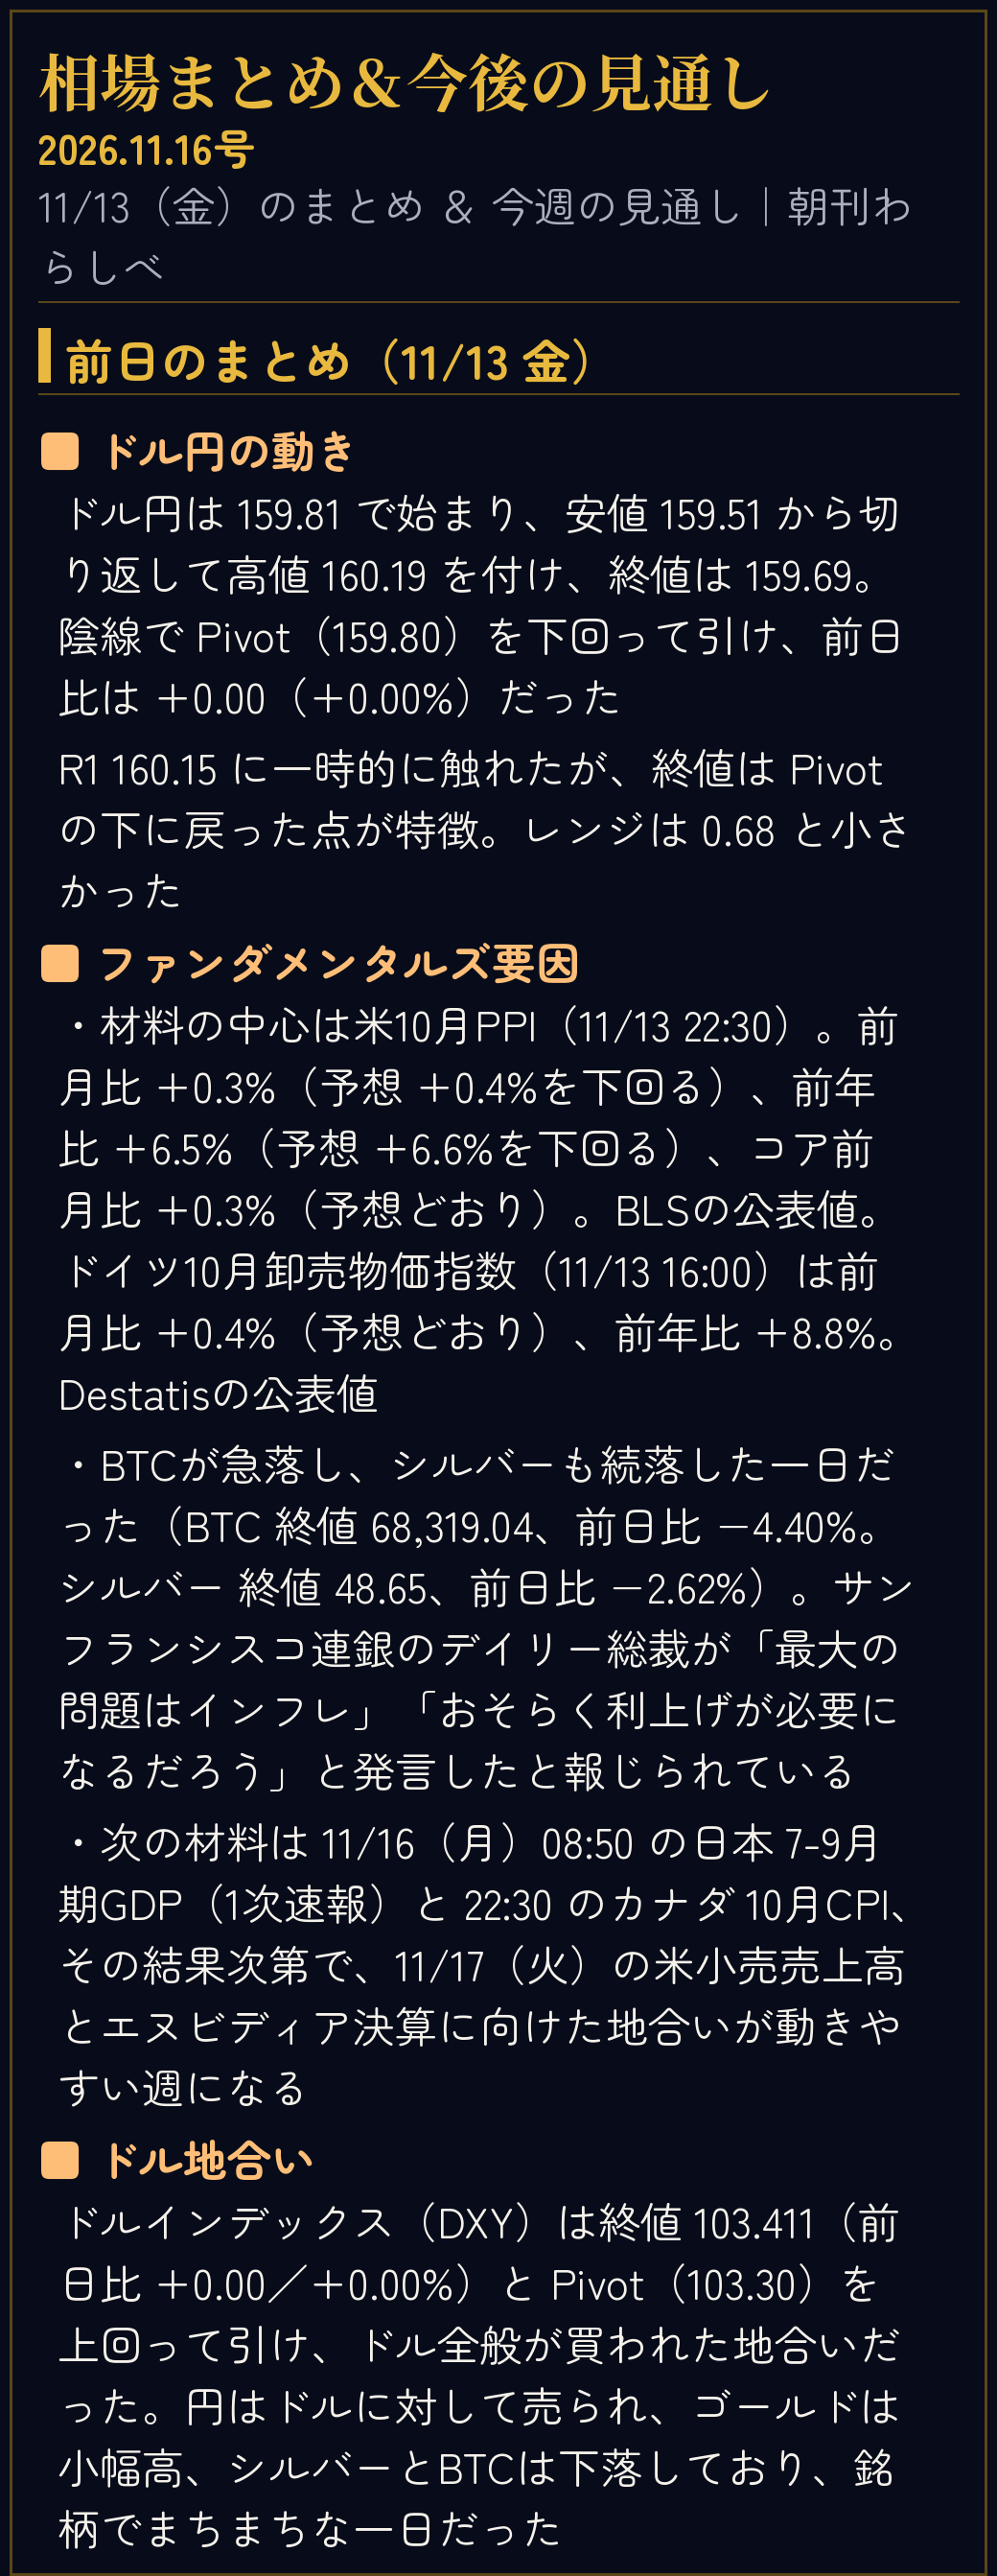 相場まとめ＆今後の見通し
2026.11.16号
11/13（金）のまとめ ＆ 今週の見通し｜朝刊わ
らしべ
前日のまとめ（11/13 金）
■ ドル円の動き
ドル円は 159.81 で始まり、安値 159.51 から切
り返して高値 160.19 を付け、終値は 159.69。
陰線で Pivot（159.80）を下回って引け、前日
比は +0.00（+0.00%）だった
R1 160.15 に一時的に触れたが、終値は Pivot
の下に戻った点が特徴。レンジは 0.68 と小さ
かった
■ ファンダメンタルズ要因
・材料の中心は米10月PPI（11/13 22:30）。前
月比 +0.3%（予想 +0.4%を下回る）、前年
比 +6.5%（予想 +6.6%を下回る）、コア前
月比 +0.3%（予想どおり）。BLSの公表値。
ドイツ10月卸売物価指数（11/13 16:00）は前
月比 +0.4%（予想どおり）、前年比 +8.8%。
Destatisの公表値
・BTCが急落し、シルバーも続落した一日だ
った（BTC 終値 68,319.04、前日比 −4.40%。
シルバー 終値 48.65、前日比 −2.62%）。サン
フランシスコ連銀のデイリー総裁が「最大の
問題はインフレ」「おそらく利上げが必要に
なるだろう」と発言したと報じられている
・次の材料は 11/16（月）08:50 の日本 7-9月
期GDP（1次速報）と 22:30 のカナダ 10月CPI、
その結果次第で、11/17（火）の米小売売上高
とエヌビディア決算に向けた地合いが動きや
すい週になる
■ ドル地合い
ドルインデックス（DXY）は終値 103.411（前
日比 +0.00／+0.00%）と Pivot（103.30）を
上回って引け、ドル全般が買われた地合いだ
った。円はドルに対して売られ、ゴールドは
小幅高、シルバーとBTCは下落しており、銘
柄でまちまちな一日だった